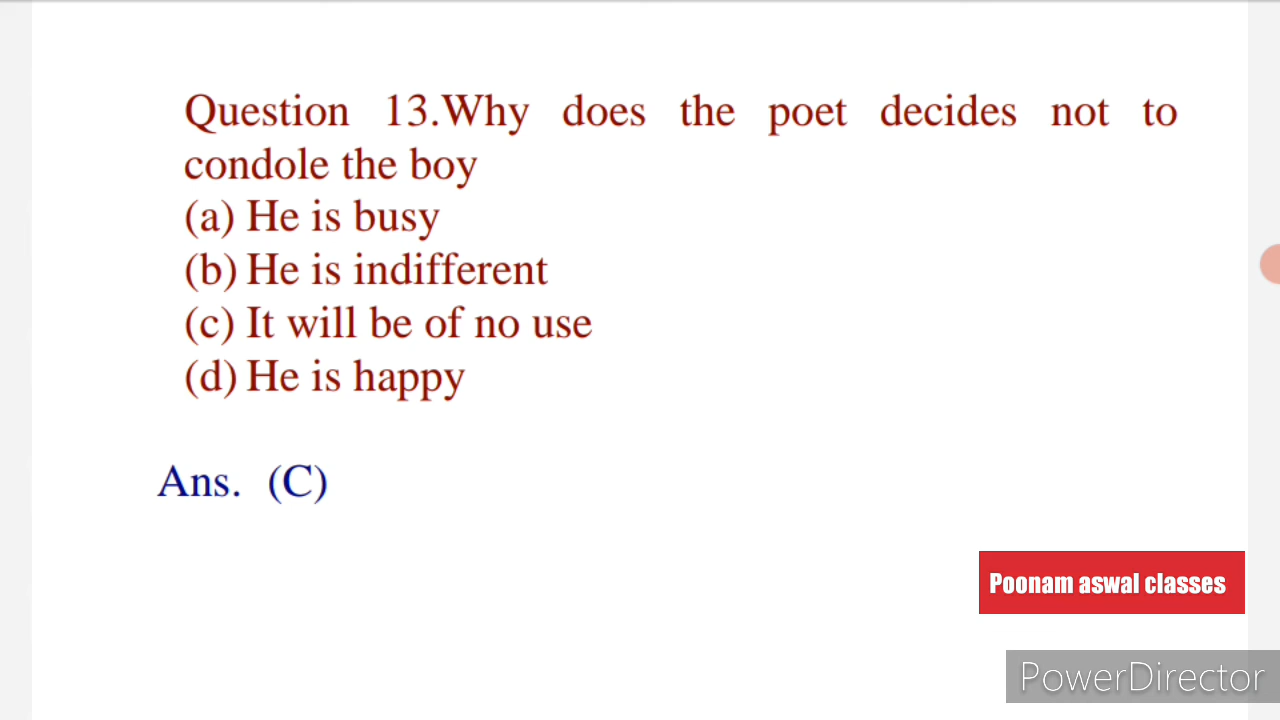 Question 13.Why does the poet decides not to
condole the boy
(a) He is busy
(b) He is indifferent
(c) It will be of no use
(d) He is happy
Ans. (C)
Poonam aswal classes
PowerDirector